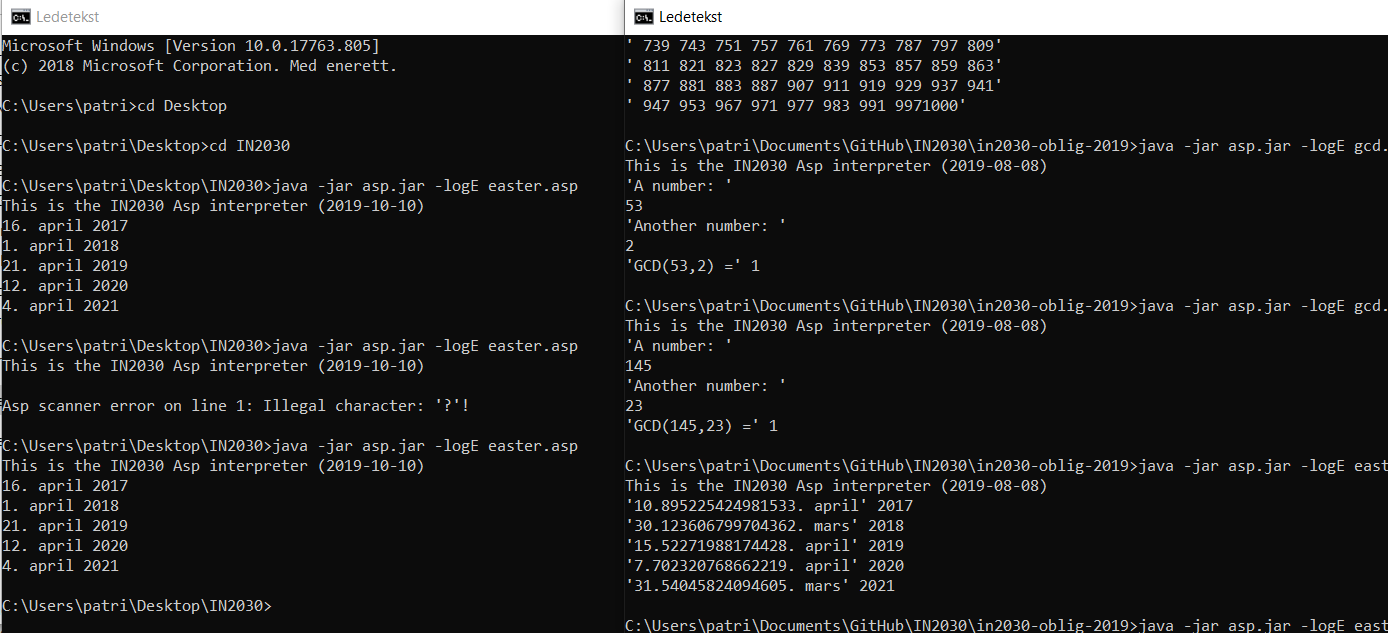 Ledetekst
Microsoft Windows [Version 10.0.17763.805]
(c) 2018 Microsoft Corporation. Med enerett.
C:\Users\patri>cd Desktop
C:\Users\patri\Desktop>cd IN2030
C:\Users\patri\Desktop\IN2030>java -jar asp.jar -logE easter.asp
This is the IN2030 Asp interpreter (2019-10-10)
16. april 2017
1. april 2018
21. april 2019
12. april 2020
4. april 2021
C:\Users\patri\Desktop\IN2030>java -jar asp.jar -logE easter.asp
This is the IN2030 Asp interpreter (2019-10-10)
Asp scanner error on line 1: Illegal character: '?'!
C:\Users\patri\Desktop\IN2030>java -jar asp.jar -logE easter.asp
This is the IN2030 Asp interpreter (2019-10-10)
16. april 2017
1. april 2018
21. april 2019
12. april 2020
4. april 2021
C:\Users\patri\Desktop\IN2030>
Ledetekst
' 739 743 751 757 761 769 773 787 797 809'
' 811 821 823 827 829 839 853 857 859 863'
' 877 881 883 887 907 911 919 929 937 941'
' 947 953 967 971 977 983 991 9971000'
C:\Users\patri\Documents\GitHub\IN2030\in2030-oblig-2019>java -jar asp.jar -logE gcd.
This is the IN2030 Asp interpreter (2019-08-08)
'A number: '
53
'Another number: '
2
'GCD(53,2) =' 1
C:\Users\patri\Documents\GitHub\IN2030\in2030-oblig-2019>java -jar asp.jar -logE gcd.
This is the IN2030 Asp interpreter (2019-08-08)
'A number: '
145
'Another number: '
23
'GCD(145,23) =' 1
C:\Users\patri\Documents\GitHub\IN2030\in2030-oblig-2019>java -jar asp.jar -logE east
This is the IN2030 Asp interpreter (2019-08-08)
'10.895225424981533. april' 2017
'30.123606799704362. mars' 2018
'15.52271988174428. april' 2019
'7.702320768662219. april' 2020
'31.54045824094605. mars' 2021
C:\Users\patri\Documents\GitHub\IN2030\in2030-oblig-2019>java -jar asp.jar -logE east